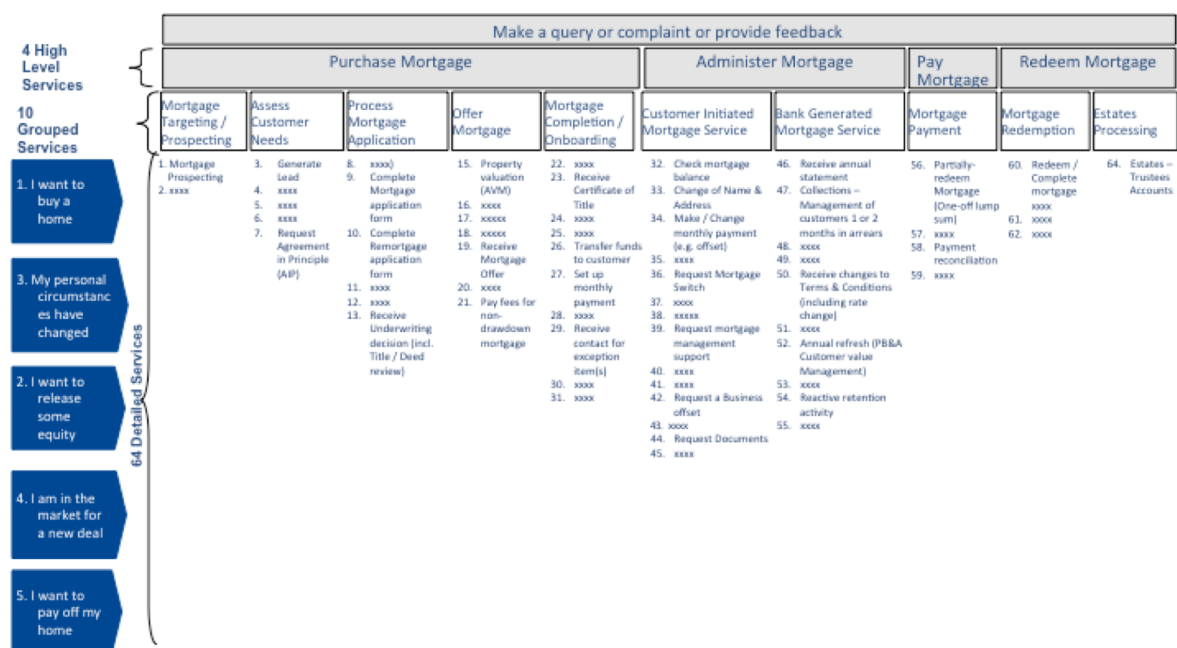 Make a query or complaint or provide feedback
4 High
Level
Services
Purchase Mortgage
Administer Mortgage
Pay
Mortgage
Redeem Mortgage
10
Grouped
Services
Mortgage
Targeting /
Prospecting
Assess
Customer
Needs
Process
Mortgage
Application
Offer
Mortgage
Mortgage
Completion /
Onboarding
Customer Initiated
Mortgage Service
Bank Generated
Mortgage Service
Mortgage
Payment
Mortgage
Redemption
Estates
Processing
1. I want to
buy a
home
3. My personal
circumstanc
es have
changed
2. I want to
release
some
equity
4. I am in the
market for
a new deal
5. I want to
pay off my
home
64 Detailed Services
1. Mortgage
Prospecting
2. xxxx
3. Generate
Lead
4. xxxx
5. xxxx
6. xxxx
7. Request
Agreement
in Principle
(AIP)
8. xxxx)
9. Complete
Mortgage
application
form
10. Complete
Remortgage
application
form
11. xxxx
12. xxxx
13. Receive
Underwriting
decision (incl.
Title / Deed
review)
15. Property
valuation
(AVM)
16. xxxx
17. xxxxx
18. xxxxx
19. Receive
Mortgage
Offer
20. xxxx
21. Pay fees for
non-
drawdown
mortgage
22. xxxx
23. Receive
Certificate of
Title
24. xxxx
25. xxxx
26. Transfer funds
to customer
27. Set up
monthly
payment
28. xxxx
29. Receive
contact for
exception
item(s)
30. xxxx
31. xxxx
32. Check mortgage
balance
33. Change of Name &
Address
34. Make / Change
monthly payment
(e.g. offset)
35. xxxx
36. Request Mortgage
Switch
37. xxxx
38. xxxxx
39. Request mortgage
management
support
40. xxxx
41. xxxx
42. Request a Business
offset
43. xxxx
44. Request Documents
45. xxxx
46. Receive annual
statement
47. Collections –
Management of
customers 1 or 2
months in arrears
48. xxxx
49. xxxx
50. Receive changes to
Terms & Conditions
(including rate
change)
51. xxxx
52. Annual refresh (PB&A
Customer value
Management)
53. xxxx
54. Reactive retention
activity
55. xxxx
56. Partially-
redeem
Mortgage
(One-off lump
sum)
57. xxxx
58. Payment
reconciliation
59. xxxx
60. Redeem /
Complete
mortgage
xxxx
61. xxxx
62. xxxx
64. Estates –
Trustees
Accounts